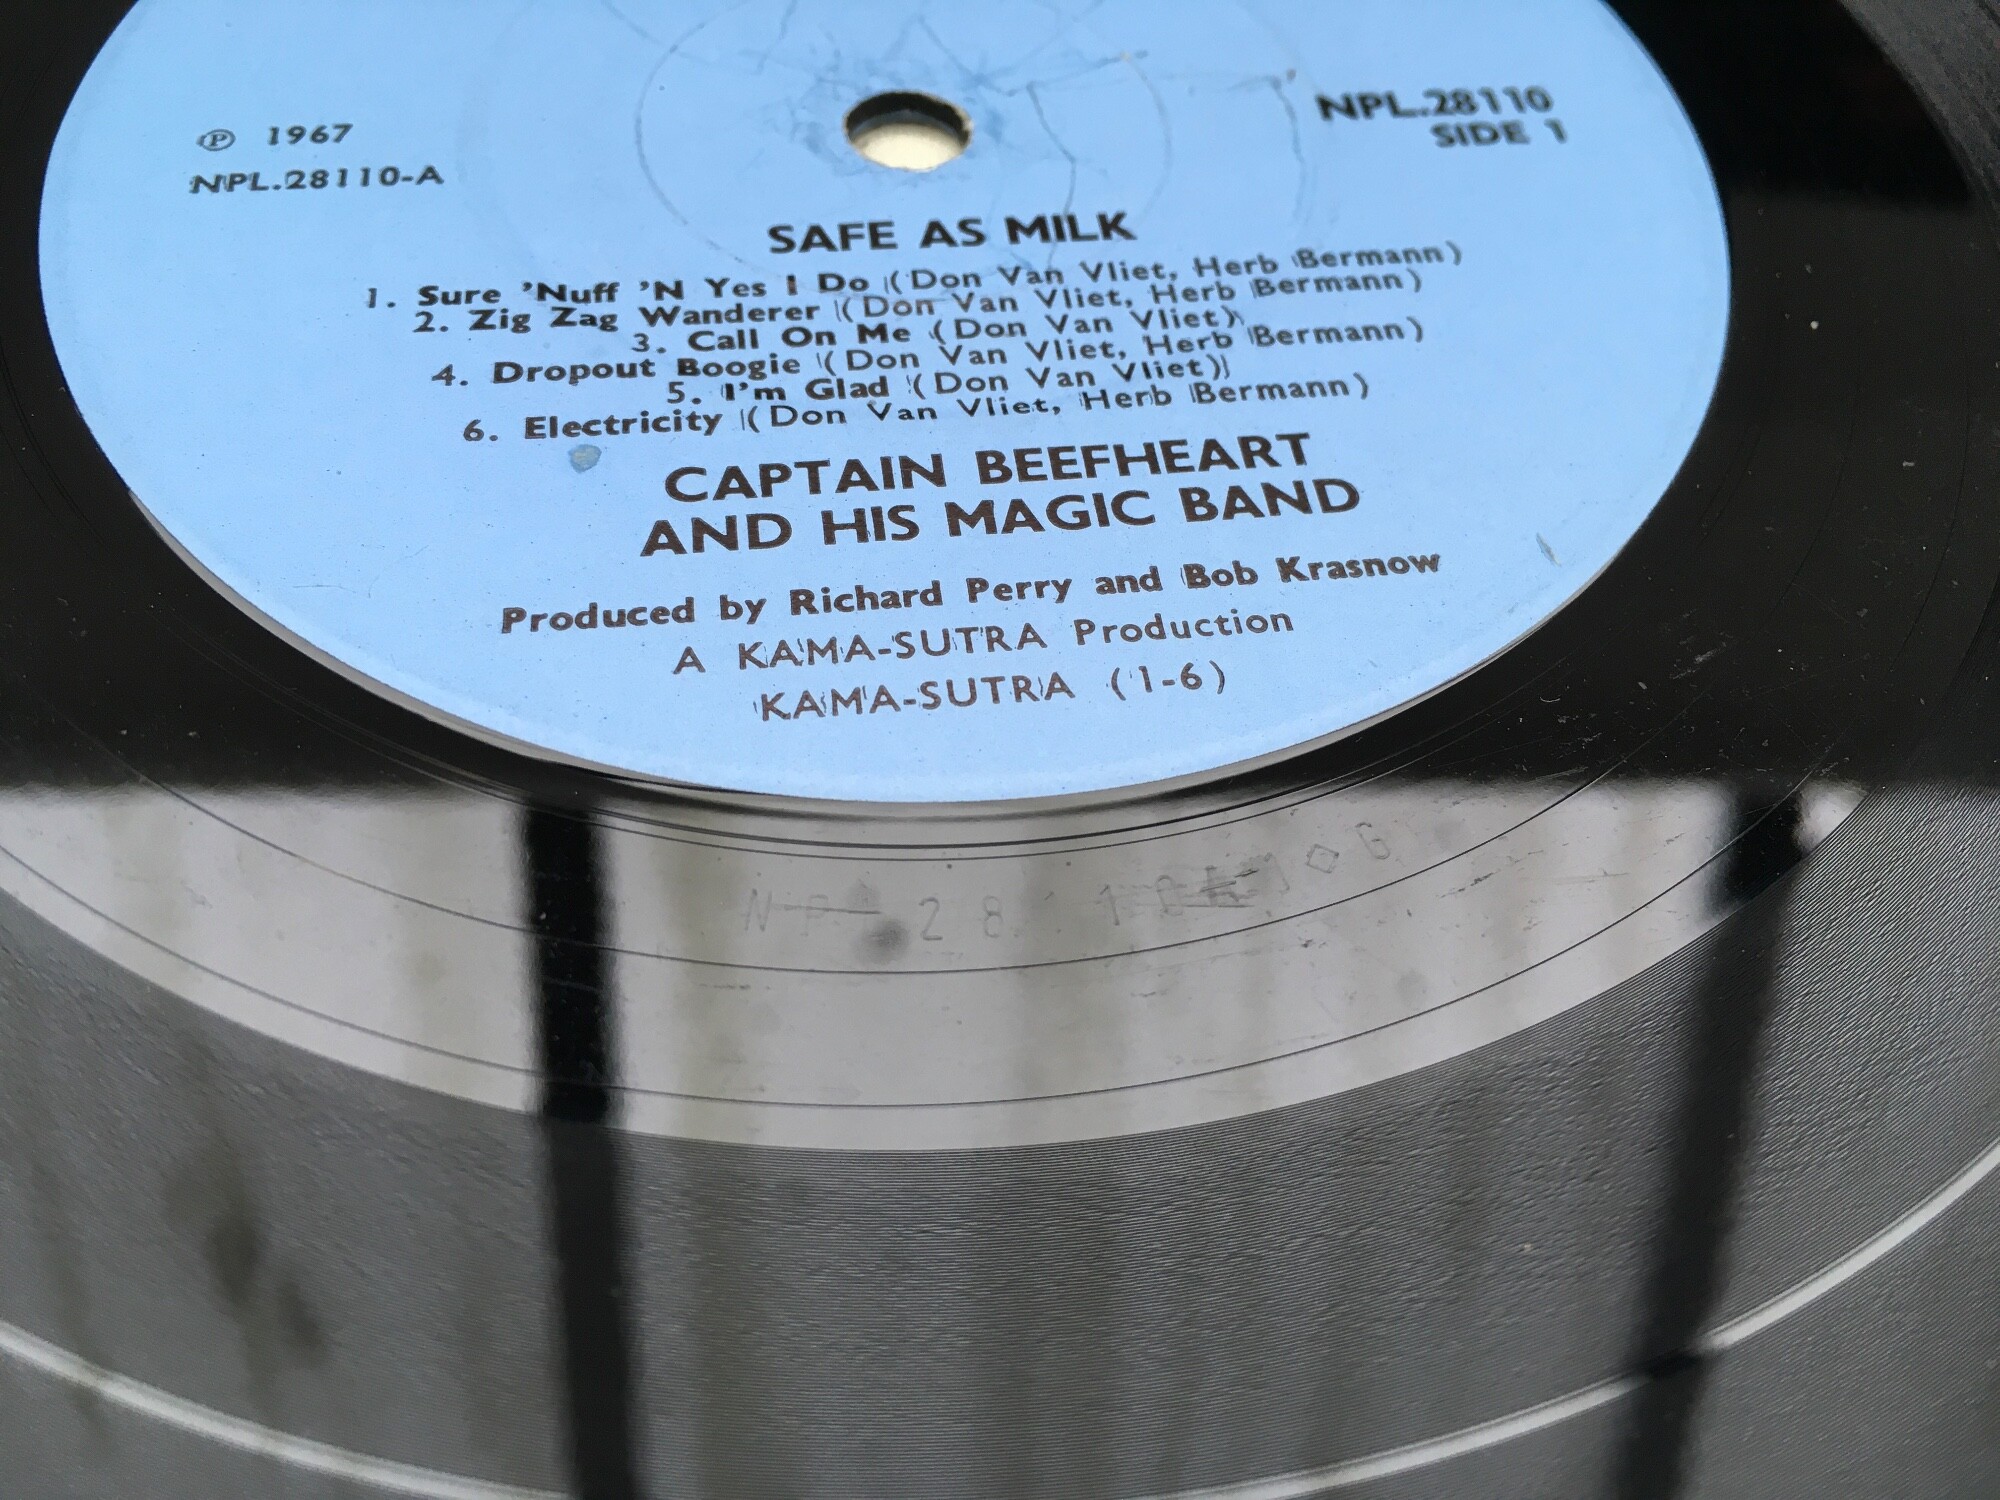 ℗ 1967
NPL.28110-A
NPL.28110
SIDE 1
SAFE AS MILK
1. Sure 'Nuff 'N Yes I Do (Don Van Vliet, Herb Bermann)
2. Zig Zag Wanderer (Don Van Vliet, Herb Bermann)
3. Call On Me (Don Van Vliet)
4. Dropout Boogie (Don Van Vliet, Herb Bermann)
5. I'm Glad (Don Van Vliet)
6. Electricity (Don Van Vliet, Herb Bermann)
CAPTAIN BEEFHEART
AND HIS MAGIC BAND
Produced by Richard Perry and Bob Krasnow
A KAMA-SUTRA Production
KAMA-SUTRA (1-6)